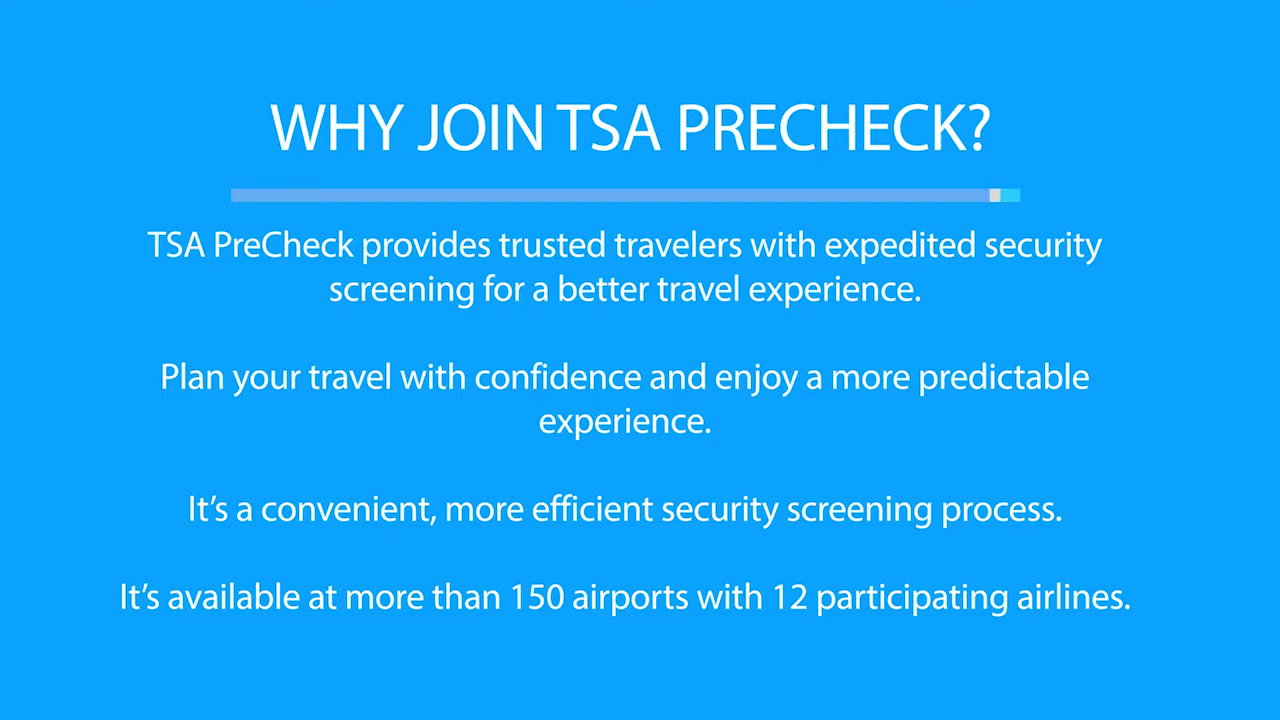 WHY JOIN TSA PRECHECK?
TSA PreCheck provides trusted travelers with expedited security
screening for a better travel experience.
Plan your travel with confidence and enjoy a more predictable
experience.
It’s a convenient, more efficient security screening process.
It’s available at more than 150 airports with 12 participating airlines.